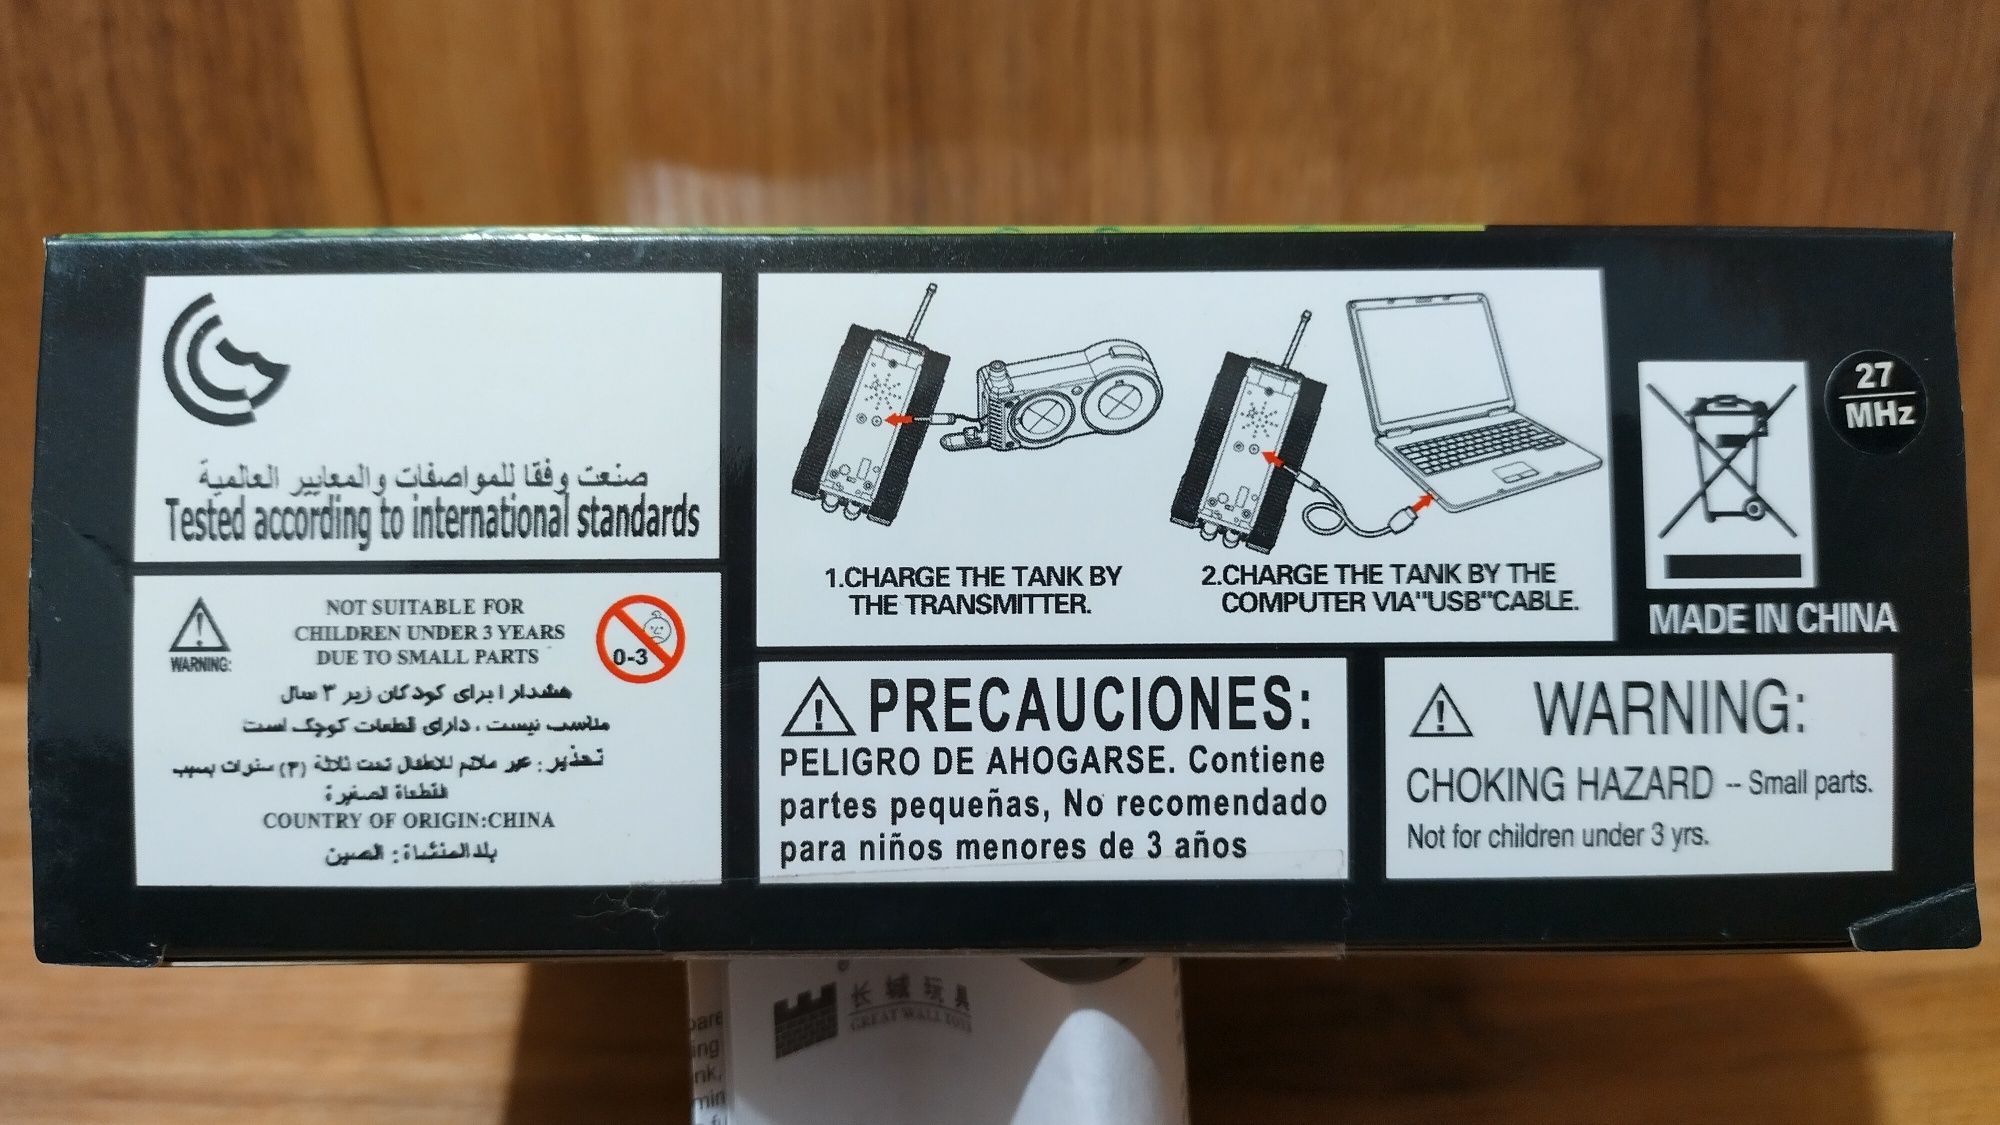 صنعت وفقا للمواصفات والمعايير العالمية
Tested according to international standards
WARNING:
NOT SUITABLE FOR
CHILDREN UNDER 3 YEARS
DUE TO SMALL PARTS
0-3
هشدار ! برای کودکان زیر ۳ سال
مناسب نیست ، دارای قطعات کوچک است
تحذير : غير ملائم للاطفال تحت ثلاثة (٣) سنوات بسبب
الصغيرة
COUNTRY OF ORIGIN:CHINA
بلد المنشاة : الصين
1.CHARGE THE TANK BY
THE TRANSMITTER.
2.CHARGE THE TANK BY THE
COMPUTER VIA"USB"CABLE.
27
MHz
MADE IN CHINA
PRECAUCIONES:
PELIGRO DE AHOGARSE. Contiene
partes pequeñas, No recomendado
para niños menores de 3 años
WARNING:
CHOKING HAZARD -- Small parts.
Not for children under 3 yrs.
长城玩具
GREAT WALL TOYS